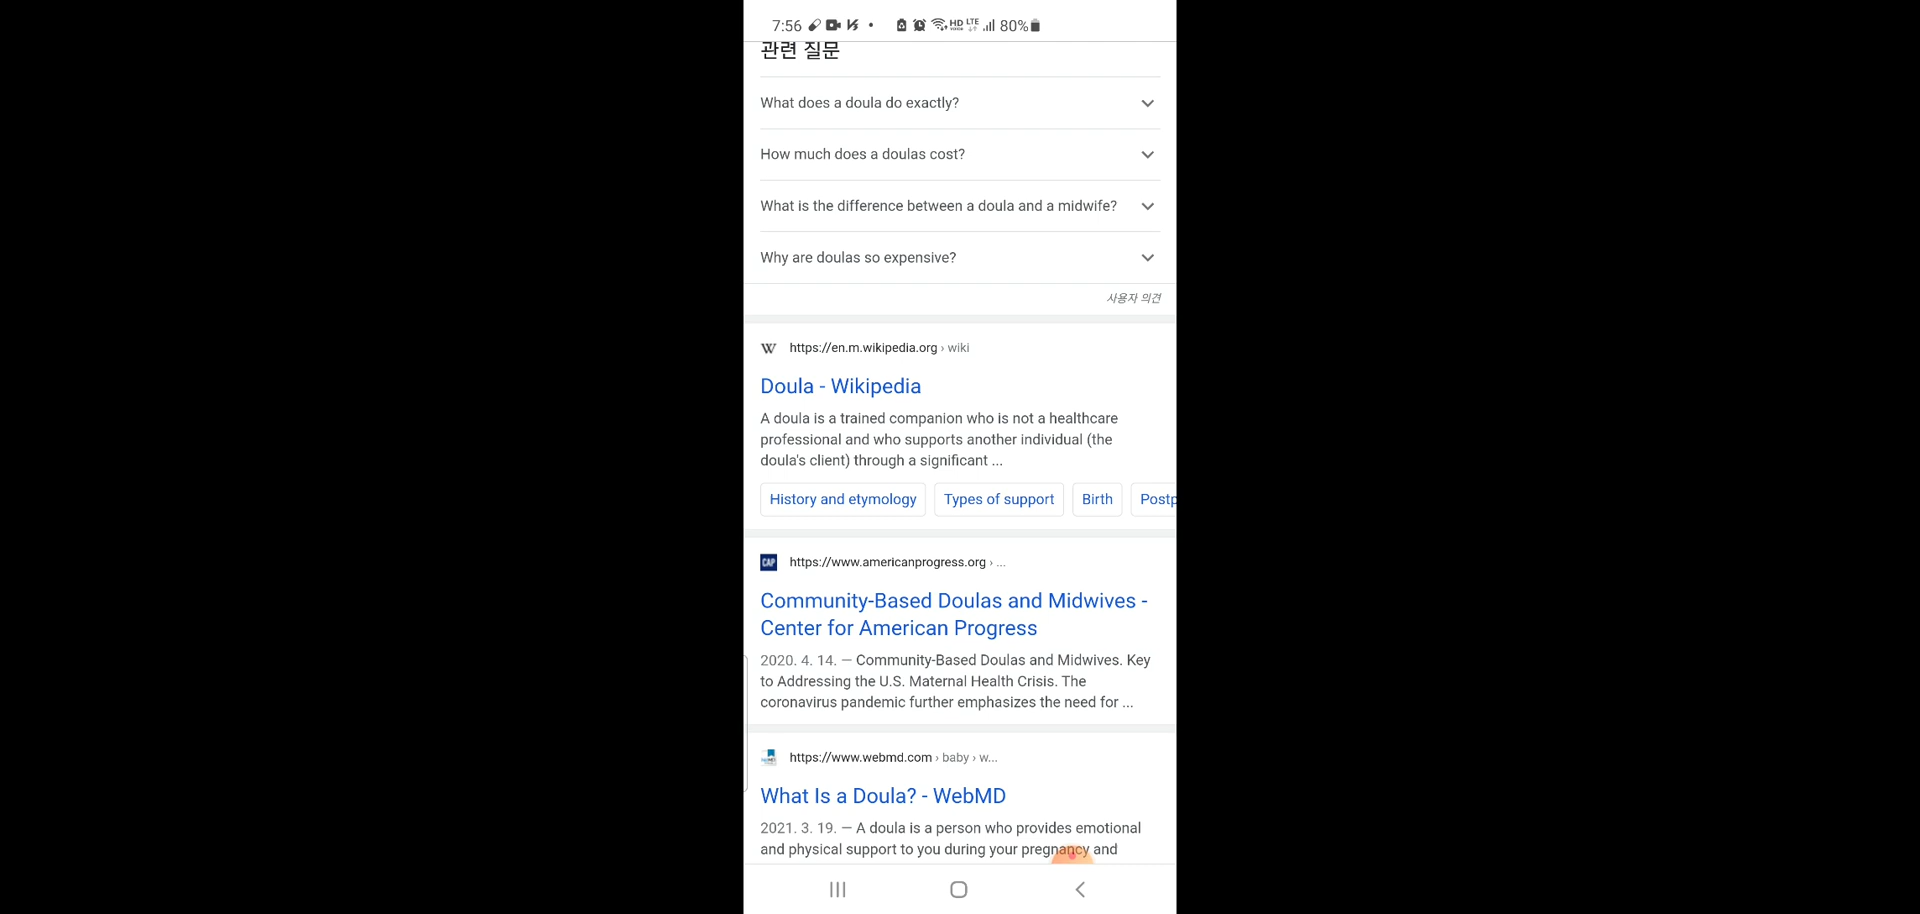 7:56 HD LTE 80%
관련 질문
What does a doula do exactly?
How much does a doulas cost?
What is the difference between a doula and a midwife?
Why are doulas so expensive?
사용자 의견
https://en.m.wikipedia.org › wiki
Doula - Wikipedia
A doula is a trained companion who is not a healthcare
professional and who supports another individual (the
doula's client) through a significant ...
History and etymology Types of support Birth Postp
CAP https://www.americanprogress.org › ...
Community-Based Doulas and Midwives -
Center for American Progress
2020. 4. 14. — Community-Based Doulas and Midwives. Key
to Addressing the U.S. Maternal Health Crisis. The
coronavirus pandemic further emphasizes the need for ...
https://www.webmd.com › baby › w...
What Is a Doula? - WebMD
2021. 3. 19. — A doula is a person who provides emotional
and physical support to you during your pregnancy and